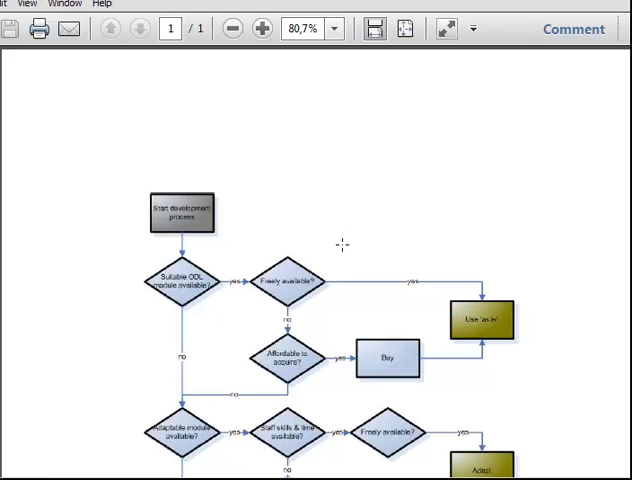 it View Window Help
1 / 1 80,7% Comment
Start development
process
Suitable ODL
module available?
yes
Freely available?
yes
no
Use 'as is'
no
Affordable to
acquire?
yes
Buy
no
Adaptable module
available?
yes
Staff skills & time
available?
yes
Freely available?
yes
Adapt
no